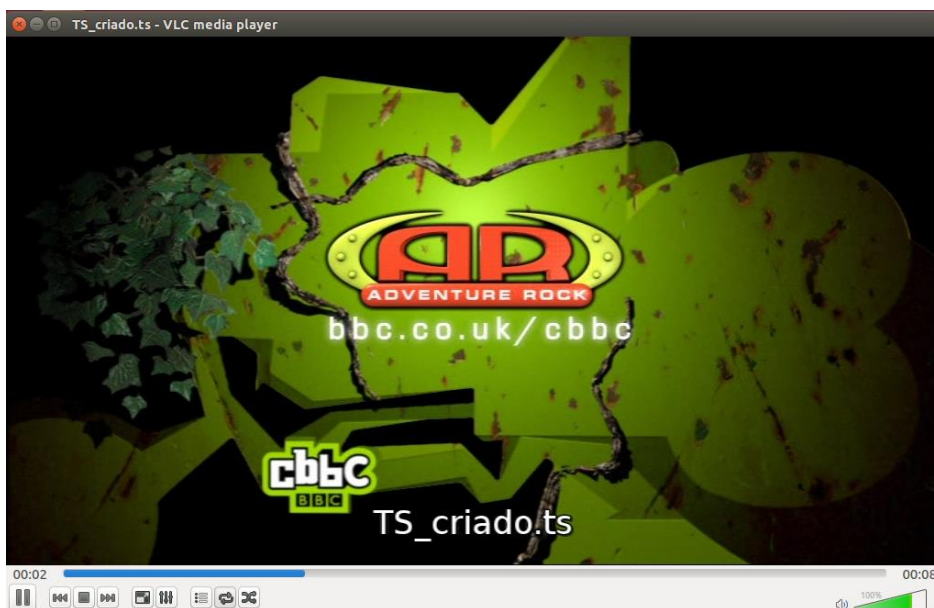 TS_criado.ts - VLC media player
AR
ADVENTURE ROCK
bbc.co.uk/cbbc
cbbc
BBC
TS_criado.ts
00:02
00:08
100%